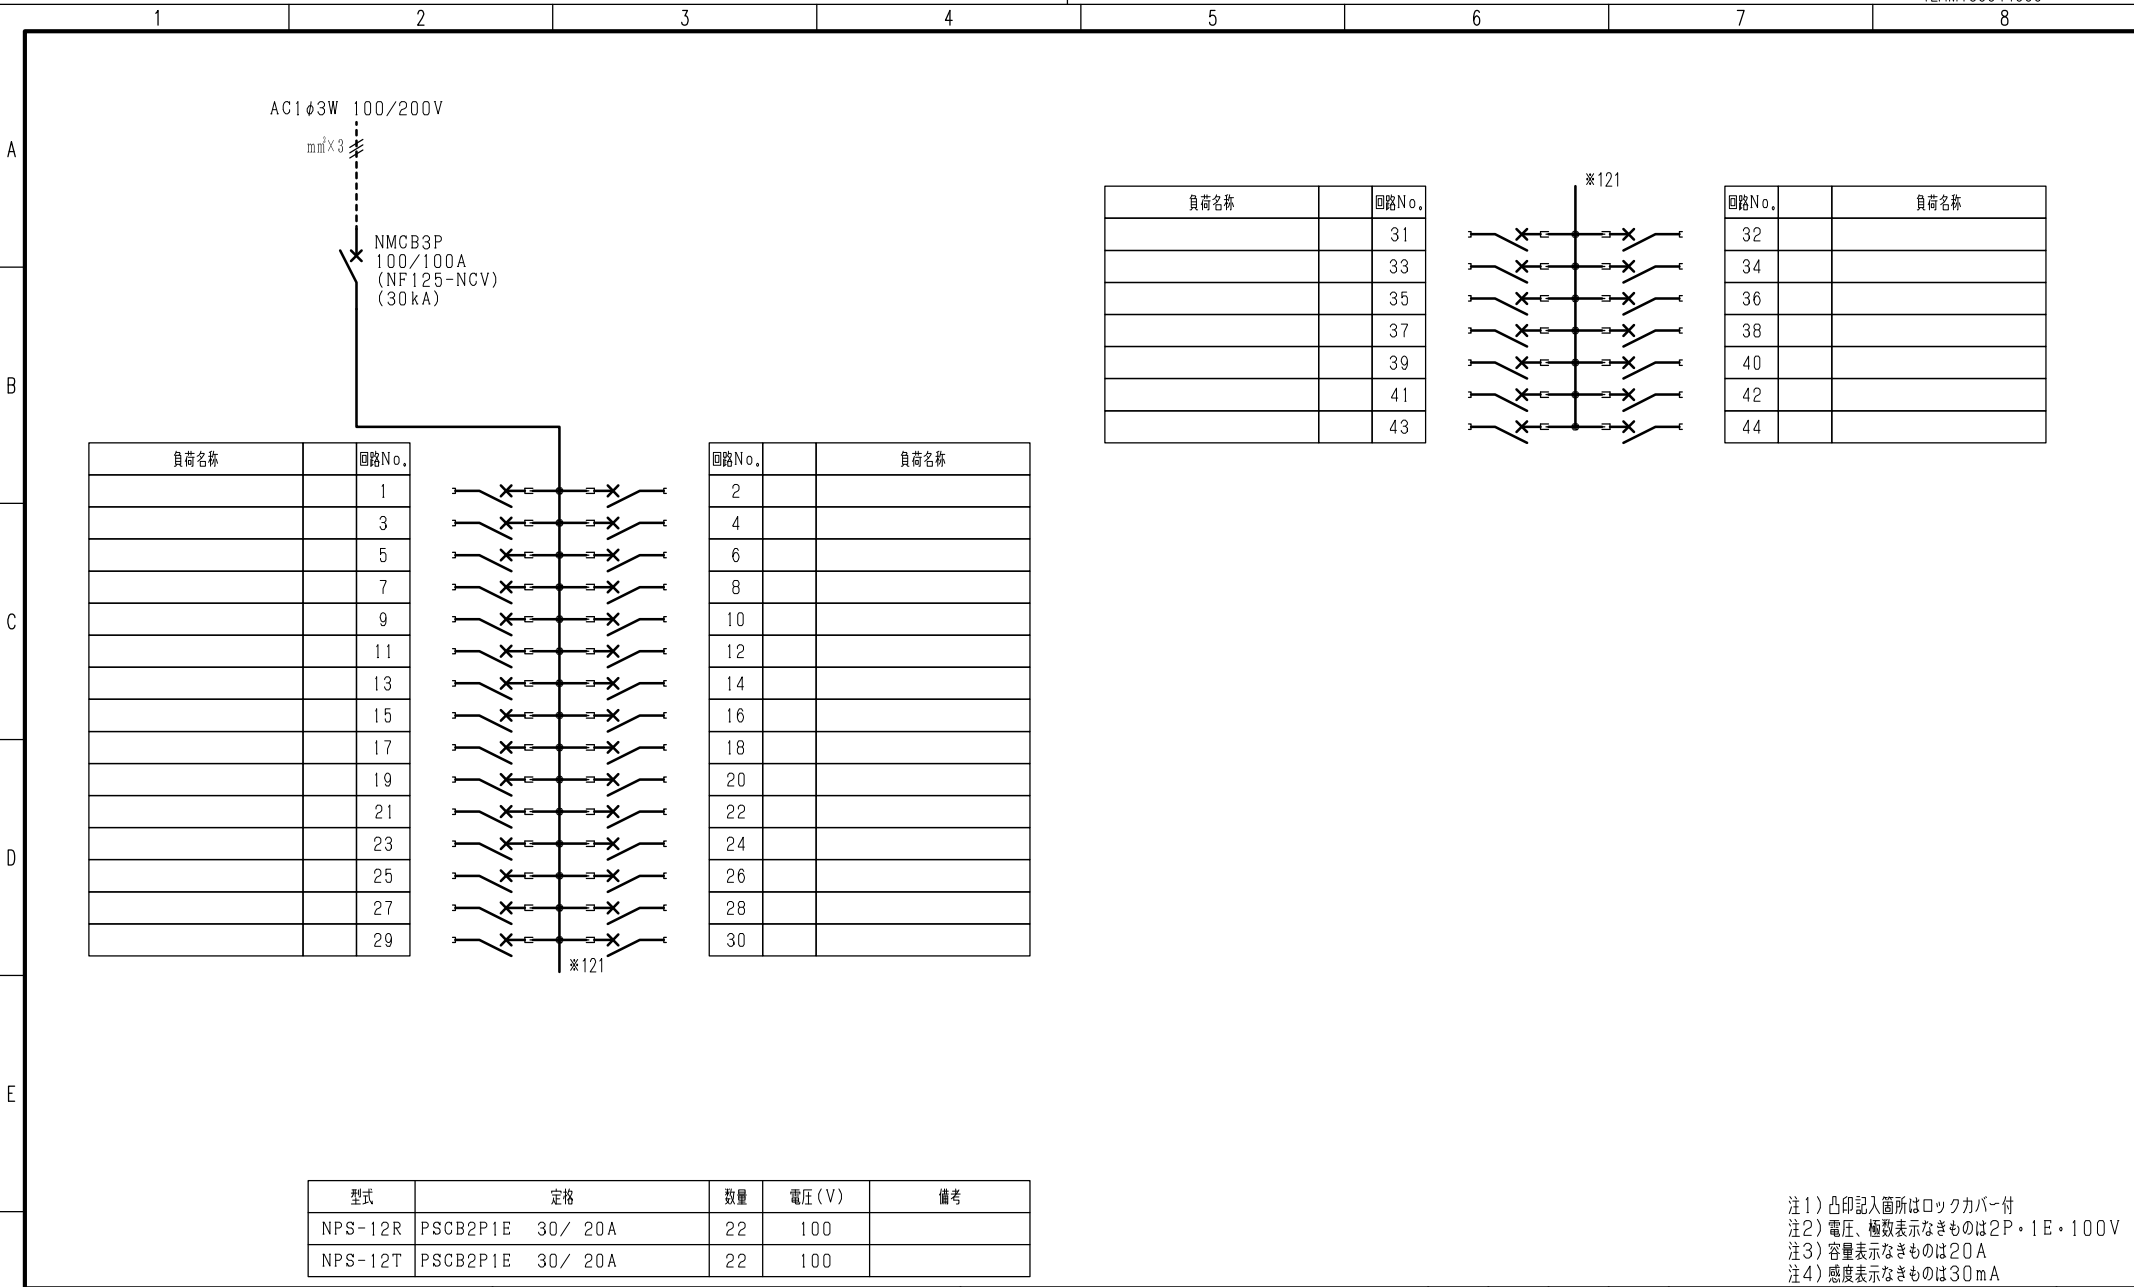 1 2 3 4 5 6 7 8
A
B
C
D
E
AC1φ3W 100/200V
mm²×3
NMCB3P
100/100A
(NF125-NCV)
(30kA)
負荷名称 回路No.
1
3
5
7
9
11
13
15
17
19
21
23
25
27
29
※121
回路No. 負荷名称
2
4
6
8
10
12
14
16
18
20
22
24
26
28
30
※121
負荷名称 回路No.
31
33
35
37
39
41
43
回路No. 負荷名称
32
34
36
38
40
42
44
型式 定格 数量 電圧(V) 備考
NPS-12R PSCB2P1E 30/ 20A 22 100
NPS-12T PSCB2P1E 30/ 20A 22 100
注1)凸印記入箇所はロックカバー付
注2)電圧、極数表示なきものは2P・1E・100V
注3)容量表示なきものは20A
注4)感度表示なきものは30mA